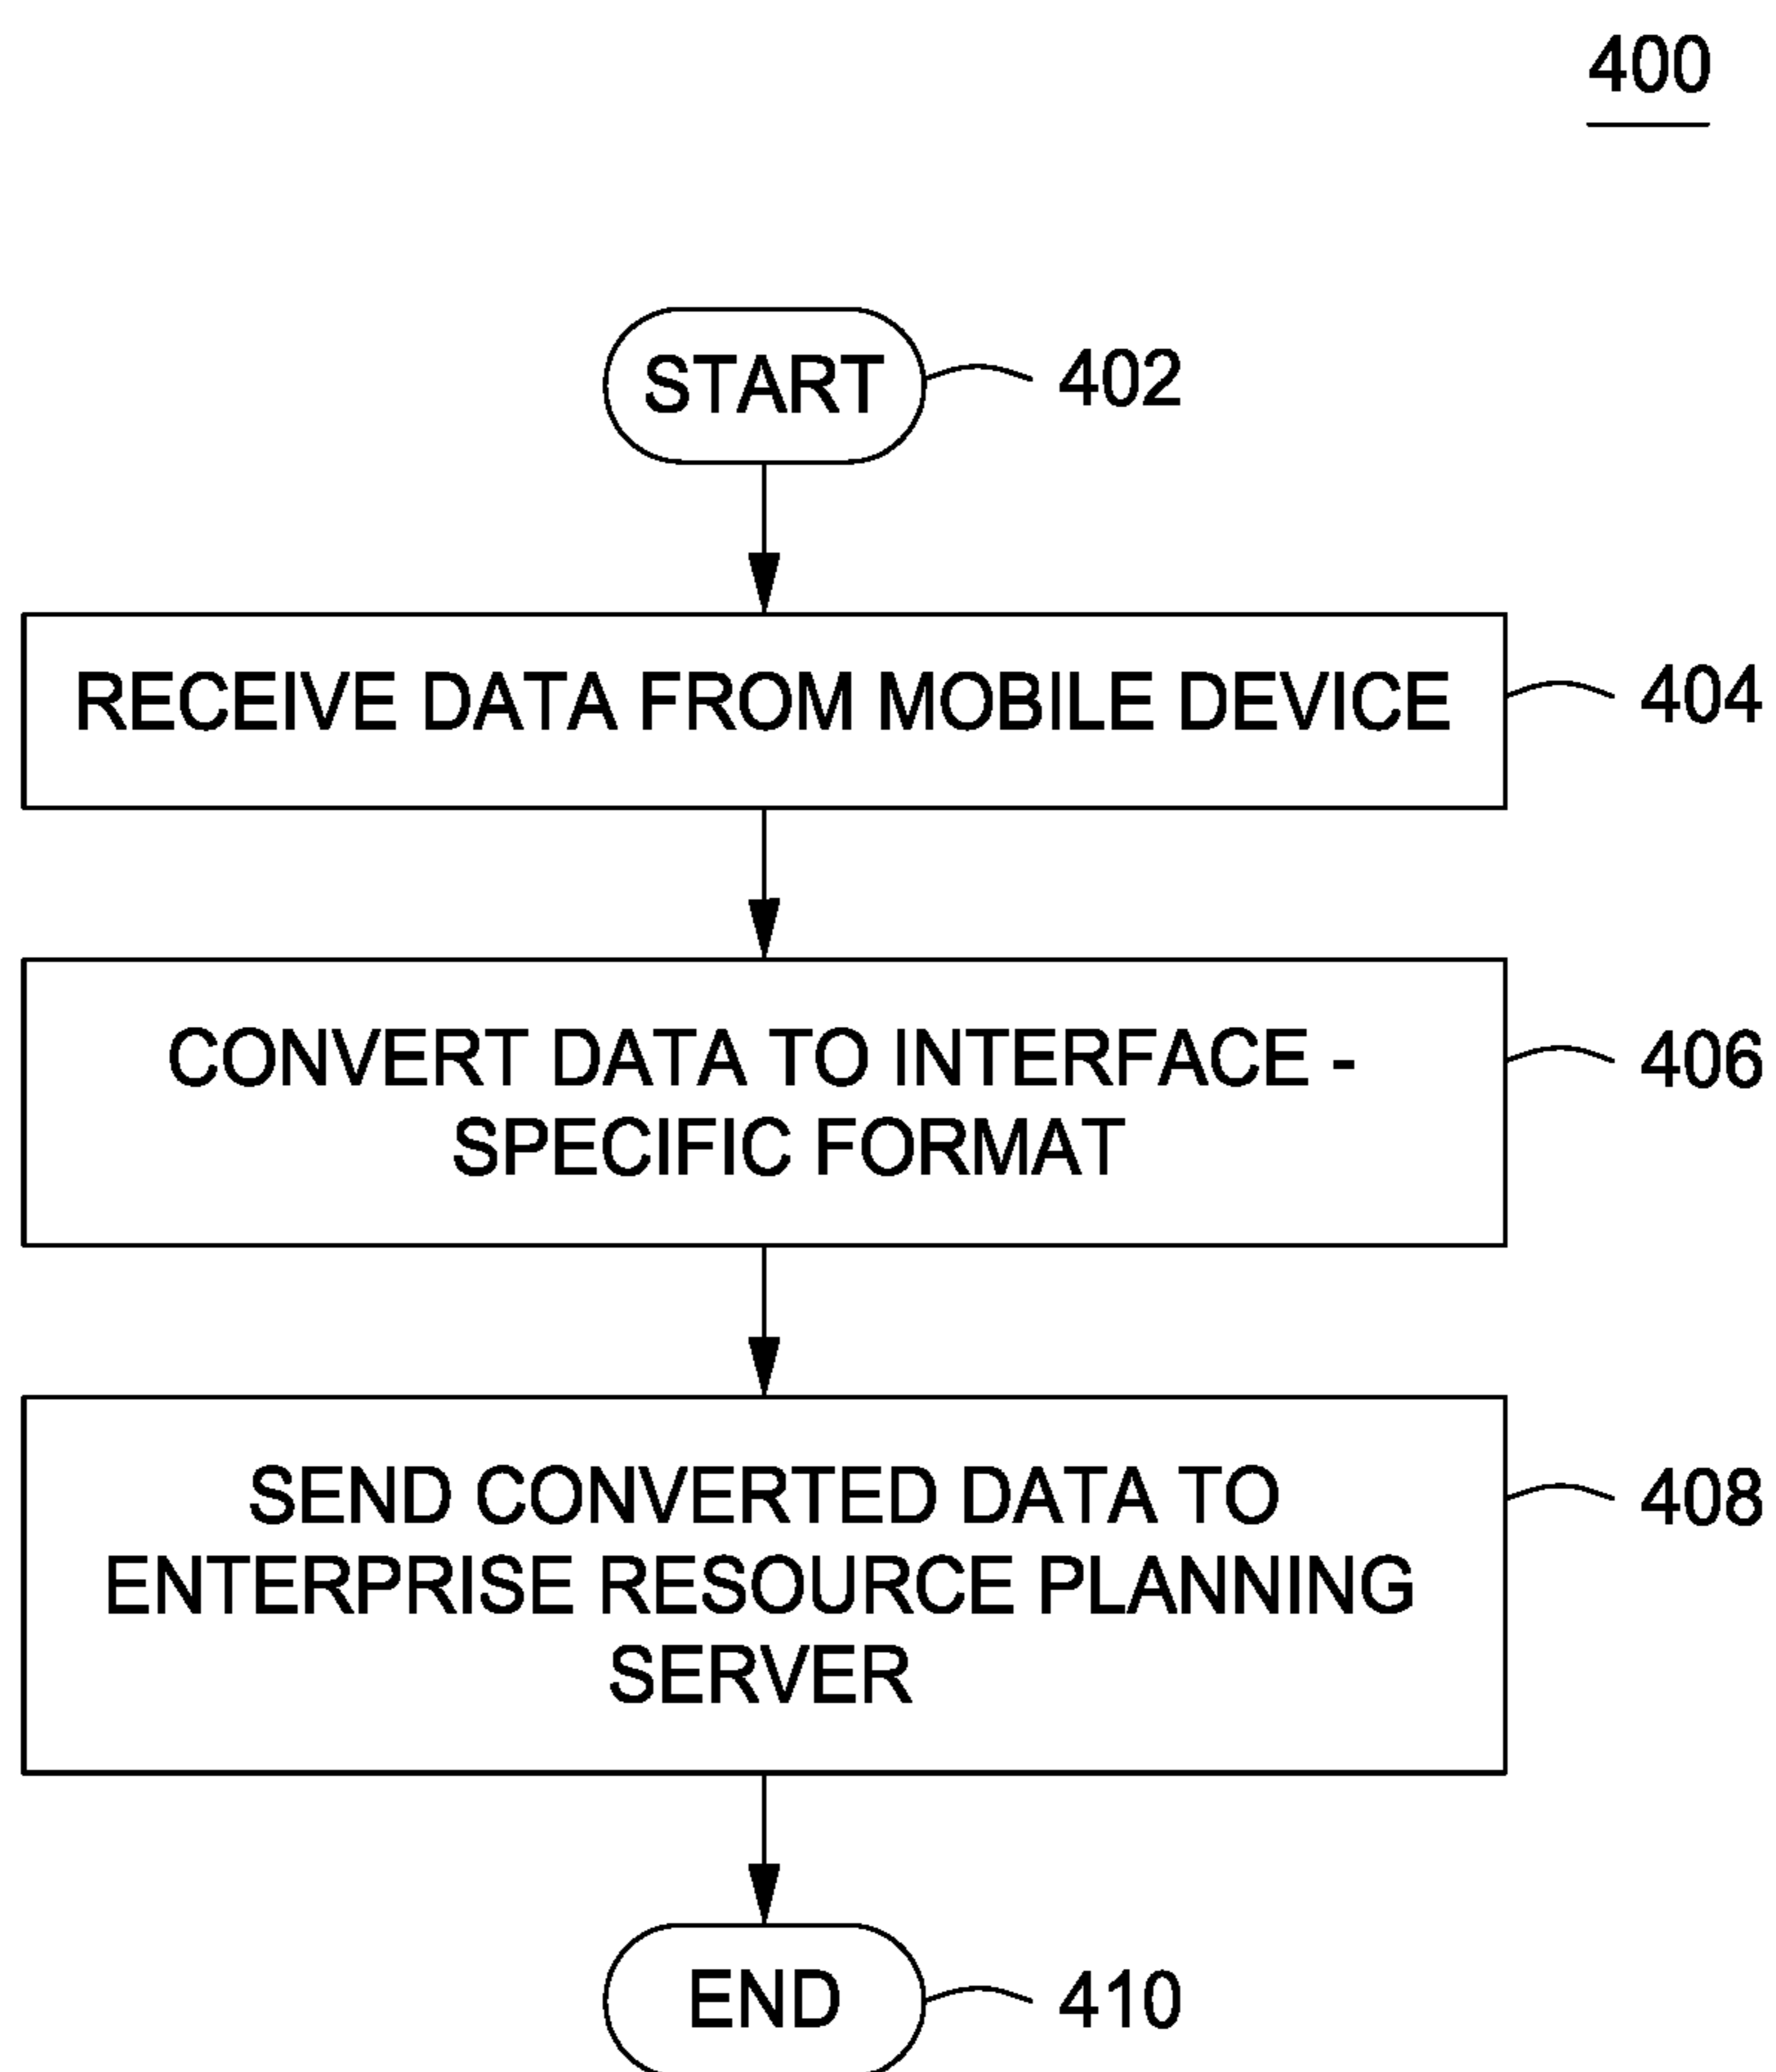 400
START
402
RECEIVE DATA FROM MOBILE DEVICE
404
CONVERT DATA TO INTERFACE -
SPECIFIC FORMAT
406
SEND CONVERTED DATA TO
ENTERPRISE RESOURCE PLANNING
SERVER
408
END
410